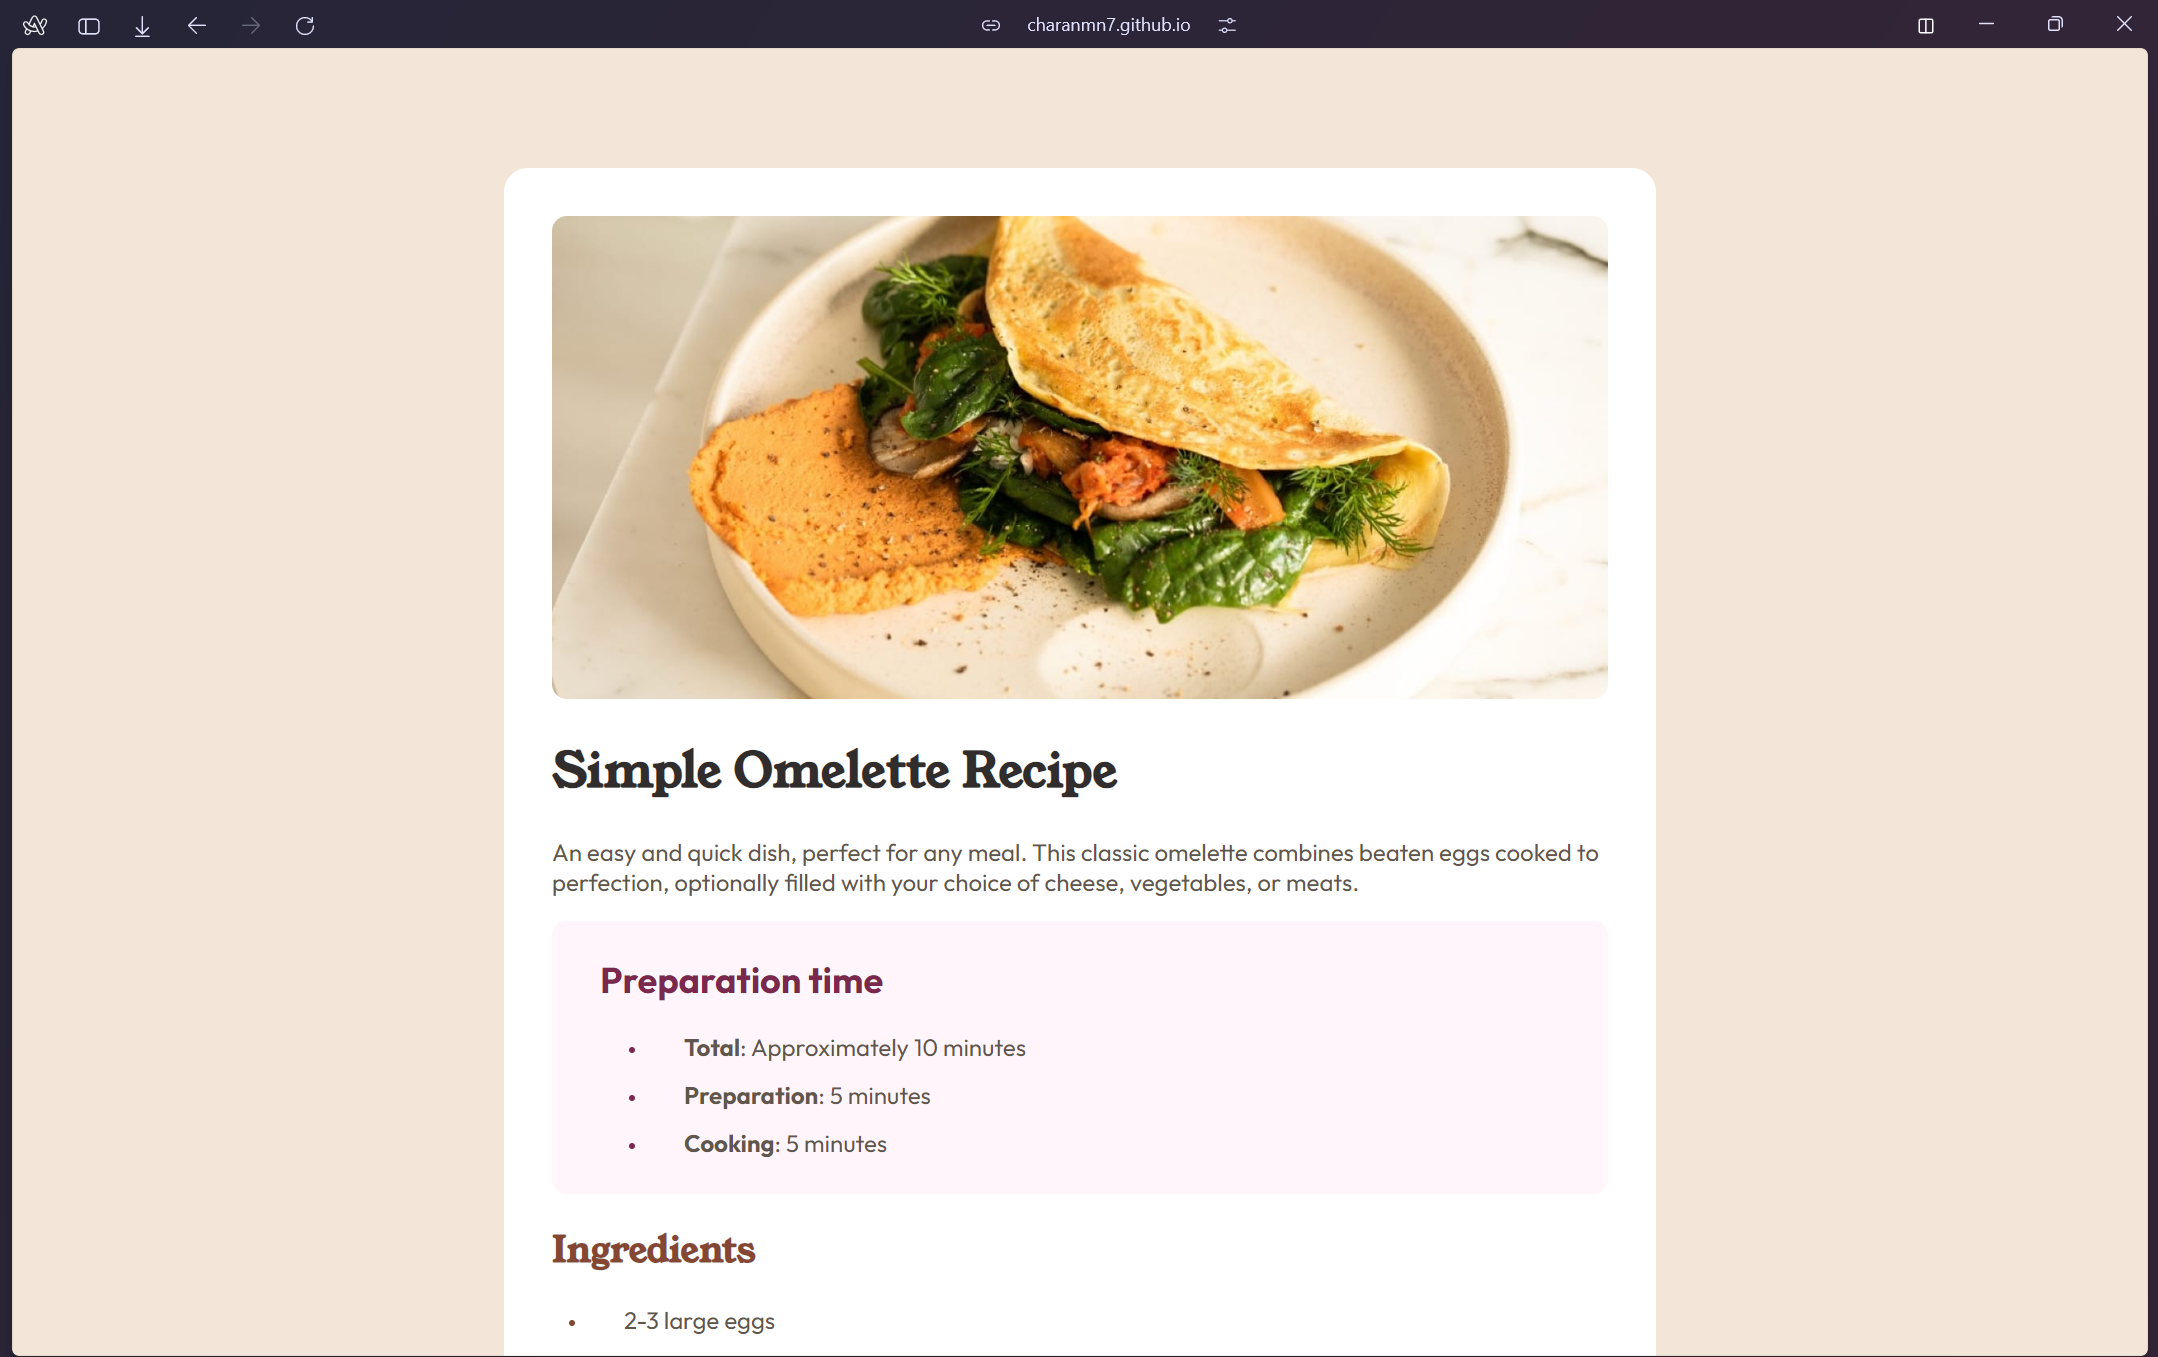 charanmn7.github.io
Simple Omelette Recipe
An easy and quick dish, perfect for any meal. This classic omelette combines beaten eggs cooked to
perfection, optionally filled with your choice of cheese, vegetables, or meats.
Preparation time
• Total: Approximately 10 minutes
• Preparation: 5 minutes
• Cooking: 5 minutes
Ingredients
• 2-3 large eggs